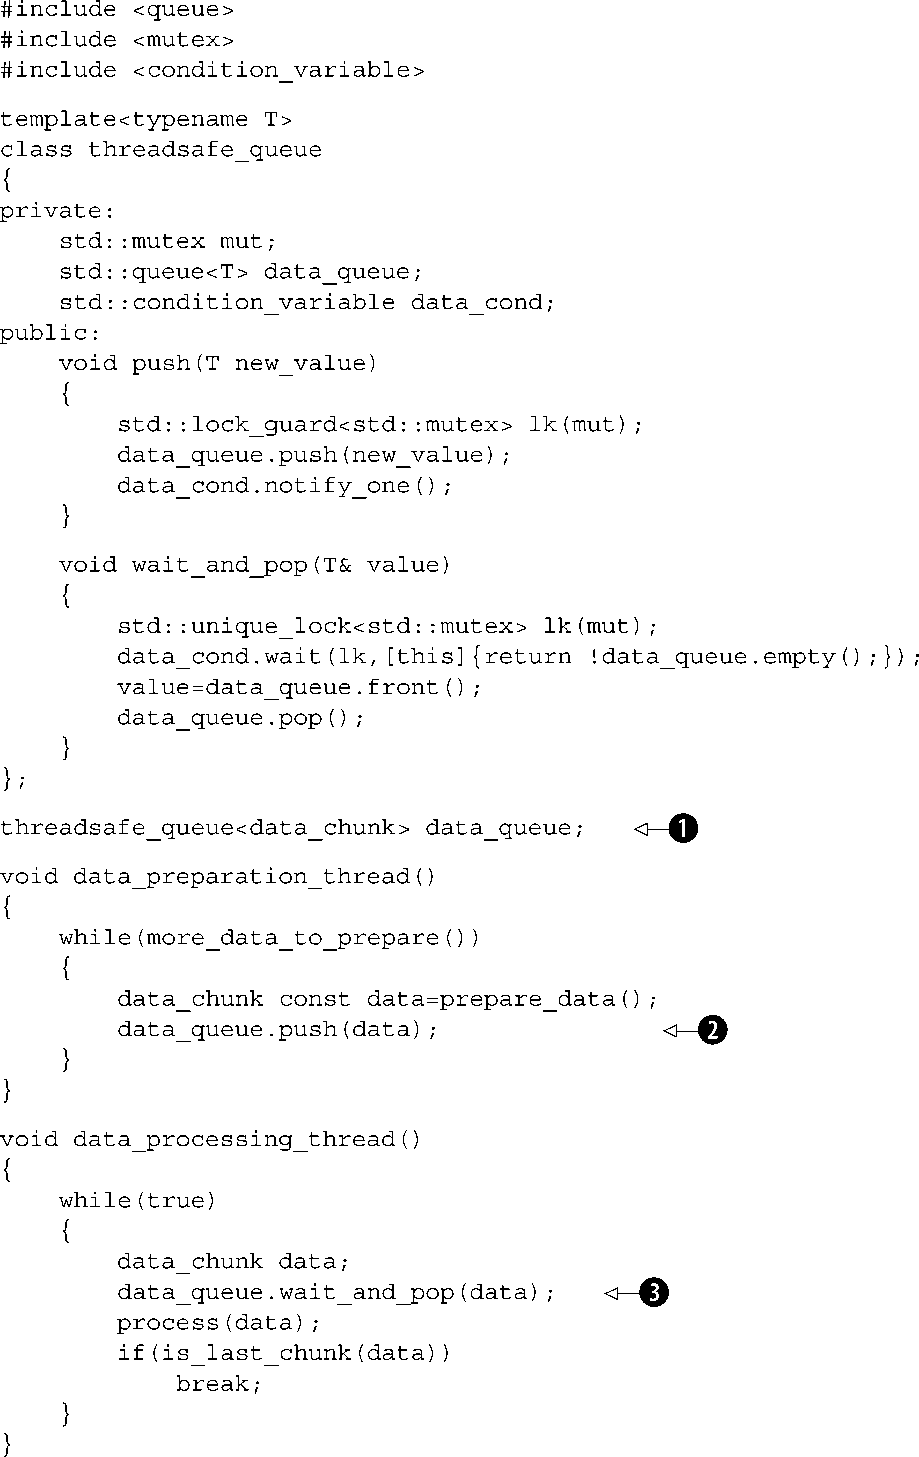 #include <queue>
#include <mutex>
#include <condition_variable>
template<typename T>
class threadsafe_queue
{
private:
    std::mutex mut;
    std::queue<T> data_queue;
    std::condition_variable data_cond;
public:
    void push(T new_value)
    {
        std::lock_guard<std::mutex> lk(mut);
        data_queue.push(new_value);
        data_cond.notify_one();
    }
    void wait_and_pop(T& value)
    {
        std::unique_lock<std::mutex> lk(mut);
        data_cond.wait(lk,[this]{return !data_queue.empty();});
        value=data_queue.front();
        data_queue.pop();
    }
};
threadsafe_queue<data_chunk> data_queue; 1
void data_preparation_thread()
{
    while(more_data_to_prepare())
    {
        data_chunk const data=prepare_data();
        data_queue.push(data); 2
    }
}
void data_processing_thread()
{
    while(true)
    {
        data_chunk data;
        data_queue.wait_and_pop(data); 3
        process(data);
        if(is_last_chunk(data))
            break;
    }
}